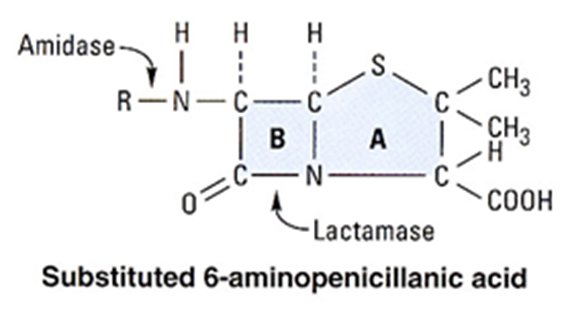 H H H
Amidase
S
CH3
R—N—C—C C
CH3
B A
H
C—N—C
O
COOH
Lactamase
Substituted 6-aminopenicillanic acid